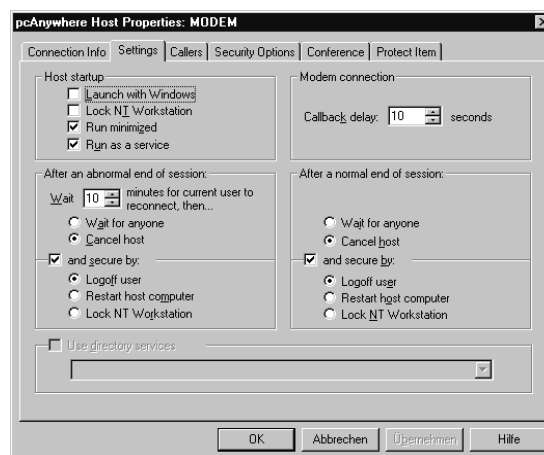 pcAnywhere Host Properties: MODEM
Connection Info Settings Callers Security Options Conference Protect Item
Host startup
Launch with Windows
Lock NT Workstation
Run minimized
Run as a service
Modem connection
Callback delay: 10 seconds
After an abnormal end of session:
Wait 10 minutes for current user to
reconnect, then...
Wait for anyone
Cancel host
and secure by:
Logoff user
Restart host computer
Lock NT Workstation
After a normal end of session:
Wait for anyone
Cancel host
and secure by:
Logoff user
Restart host computer
Lock NT Workstation
Use directory services
OK Abbrechen Übernehmen Hilfe